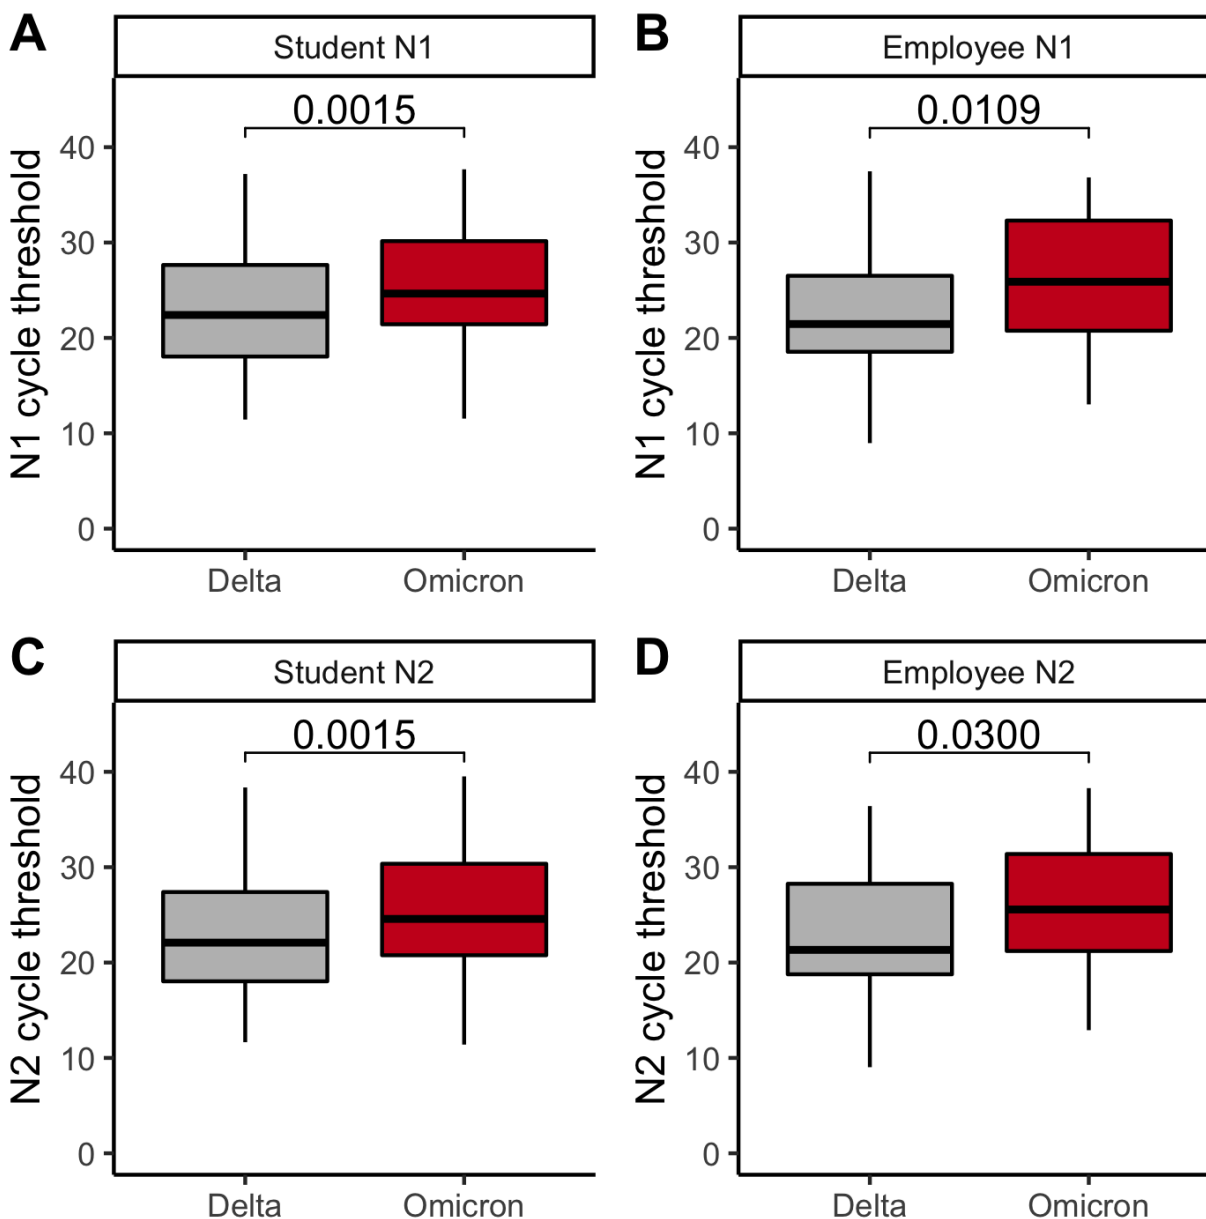 A
Student N1
0.0015
N1 cycle threshold
40
30
20
10
0
Delta Omicron
B
Employee N1
0.0109
N1 cycle threshold
40
30
20
10
0
Delta Omicron
C
Student N2
0.0015
N2 cycle threshold
40
30
20
10
0
Delta Omicron
D
Employee N2
0.0300
N2 cycle threshold
40
30
20
10
0
Delta Omicron